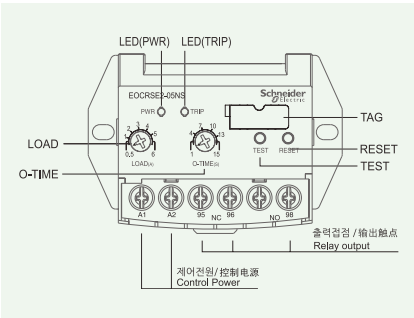 LED(PWR) LED(TRIP)
EOCRSE2-05NS
Schneider
Electric
PWR TRIP
TAG
2 3 4
1 5
0.5 6
LOAD(A)
4 7 10 13
1 15
O-TIME(S)
TEST RESET
LOAD
RESET
TEST
O-TIME
A1 A2 95 NC 96 NO 98
출력접점 / 输出触点
Relay output
제어전원 / 控制电源
Control Power